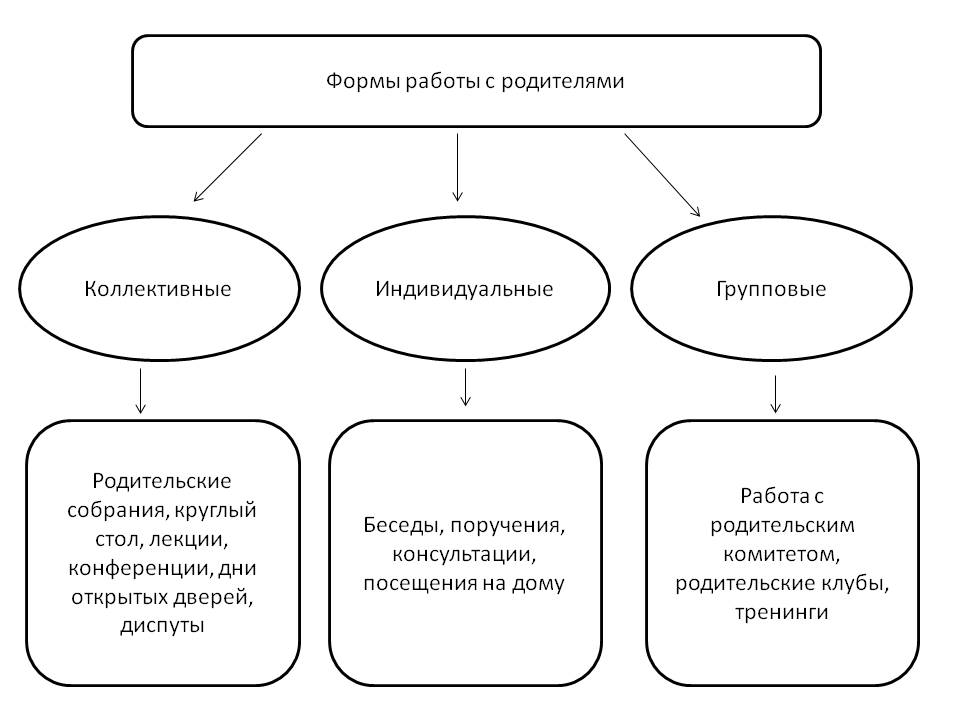 Формы работы с родителями
Коллективные
Индивидуальные
Групповые
Родительские
собрания, круглый
стол, лекции,
конференции, дни
открытых дверей,
диспуты
Беседы, поручения,
консультации,
посещения на дому
Работа с
родительским
комитетом,
родительские клубы,
тренинги